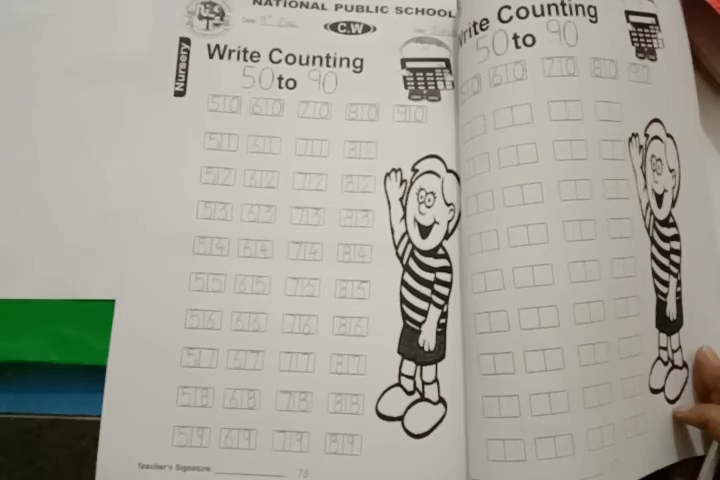 NATIONAL PUBLIC SCHOOL
C.W
Nursery
Write Counting
50 to 90
50 60 70 80 90
51 61 71 81
52 62 72 82
53 63 73 83
54 64 74 84
55 65 75 85
56 66 76 86
57 67 77 87
58 68 78 88
59 69 79 89
Teacher's Signature
76
Write Counting
50 to 90
50 60 70 80 90